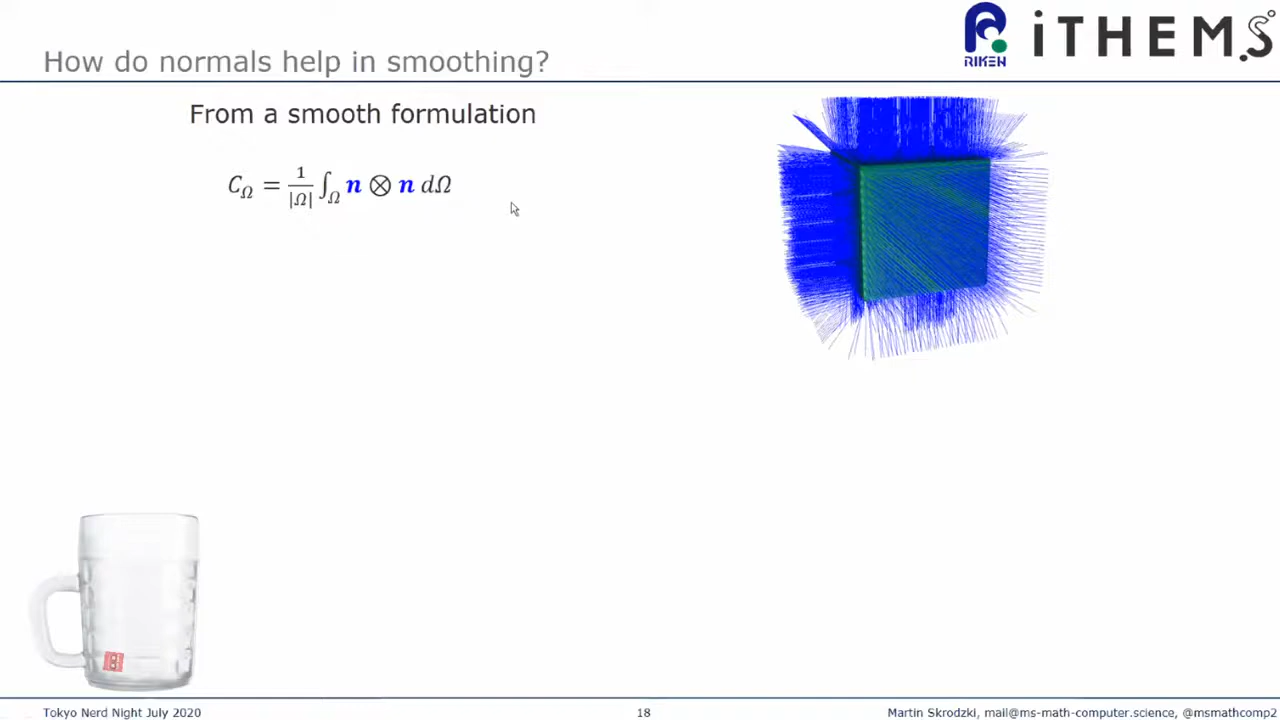 How do normals help in smoothing?
RIKEN
iTHEMS
From a smooth formulation
C_Ω = 1/|Ω| ∫_Ω n ⊗ n dΩ
Tokyo Nerd Night July 2020
18
Martin Skrodzki, mail@ms-math-computer.science, @msmathcomp2